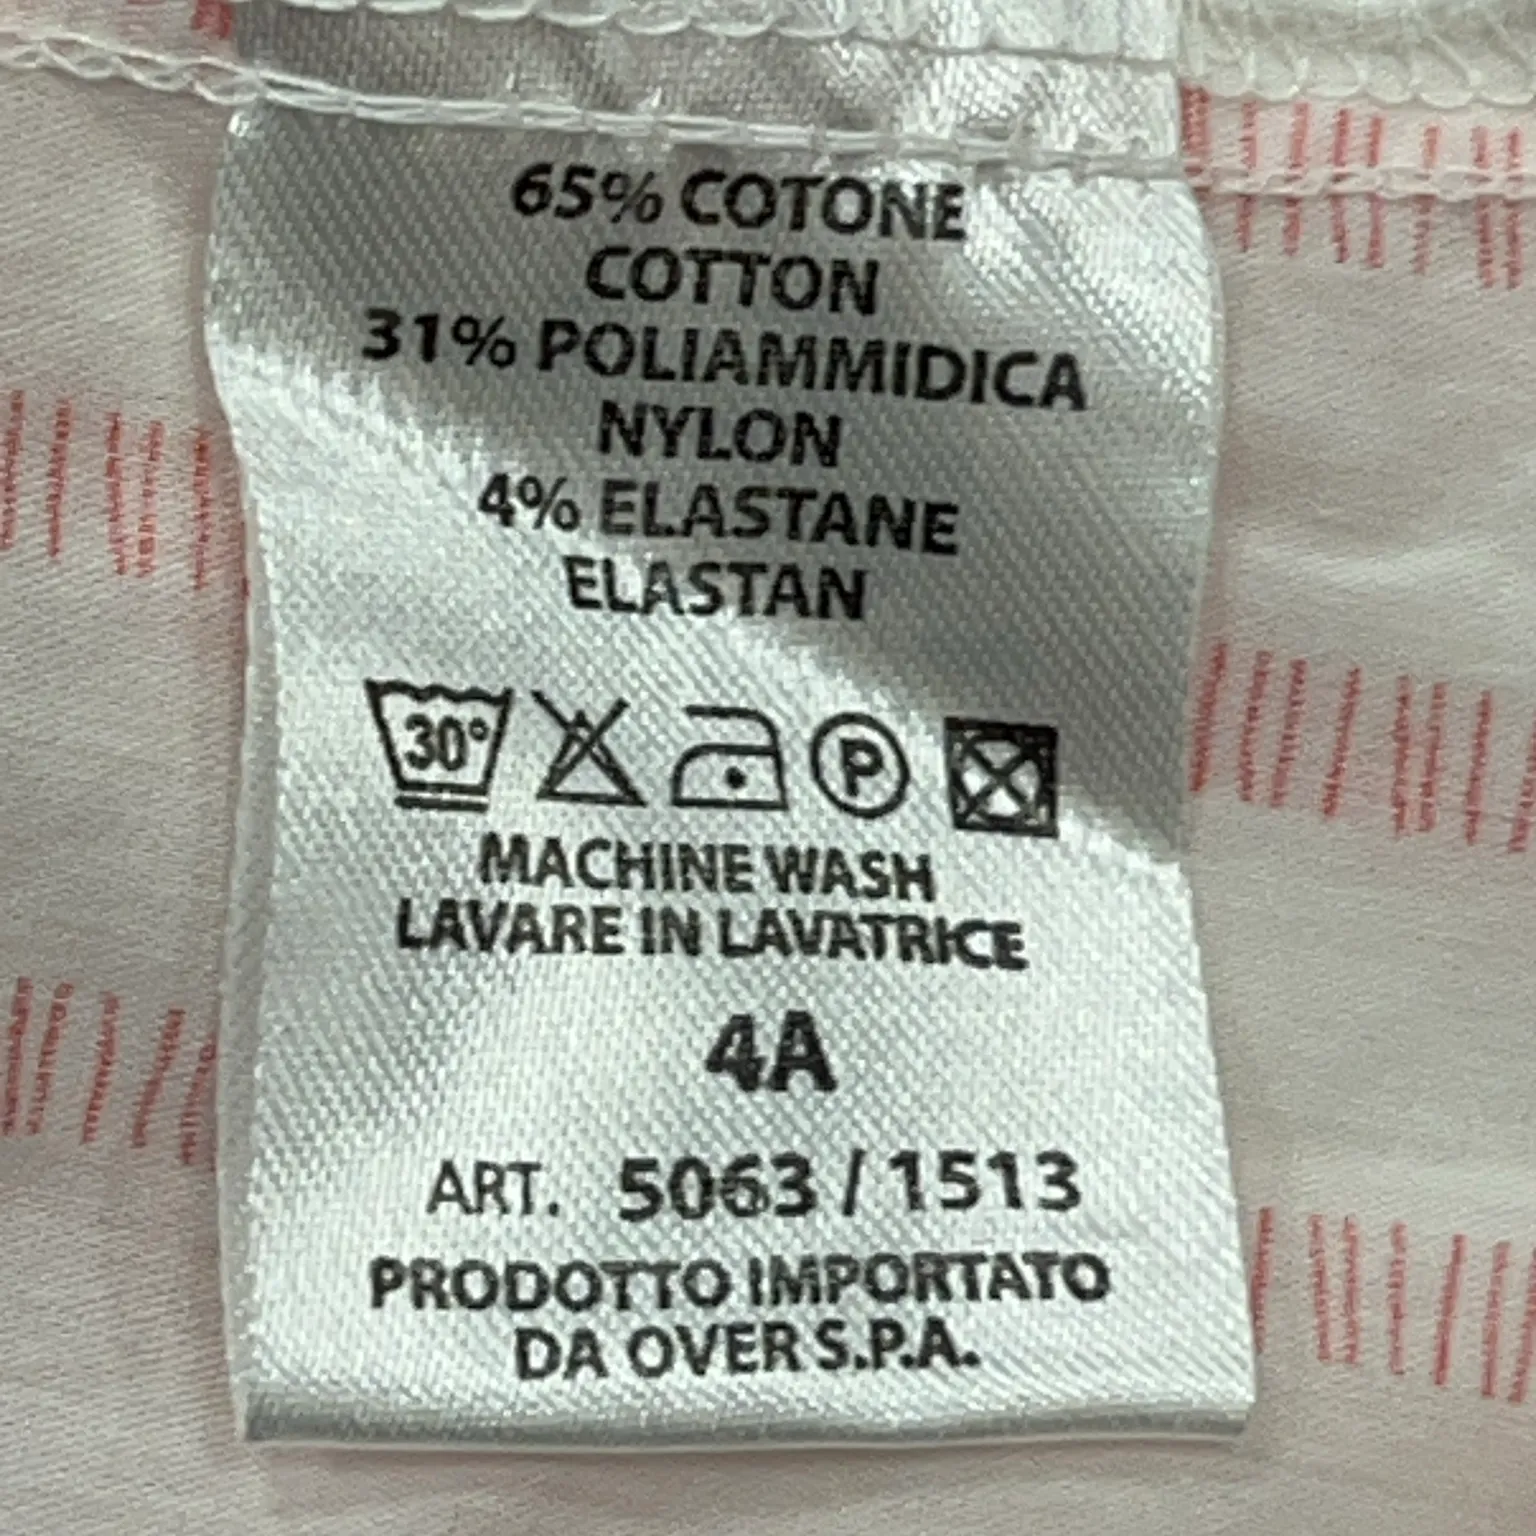 65% COTONE
COTTON
31% POLIAMMIDICA
NYLON
4% ELASTANE
ELASTAN
30° P
MACHINE WASH
LAVARE IN LAVATRICE
4A
ART. 5063 / 1513
PRODOTTO IMPORTATO
DA OVER S.P.A.